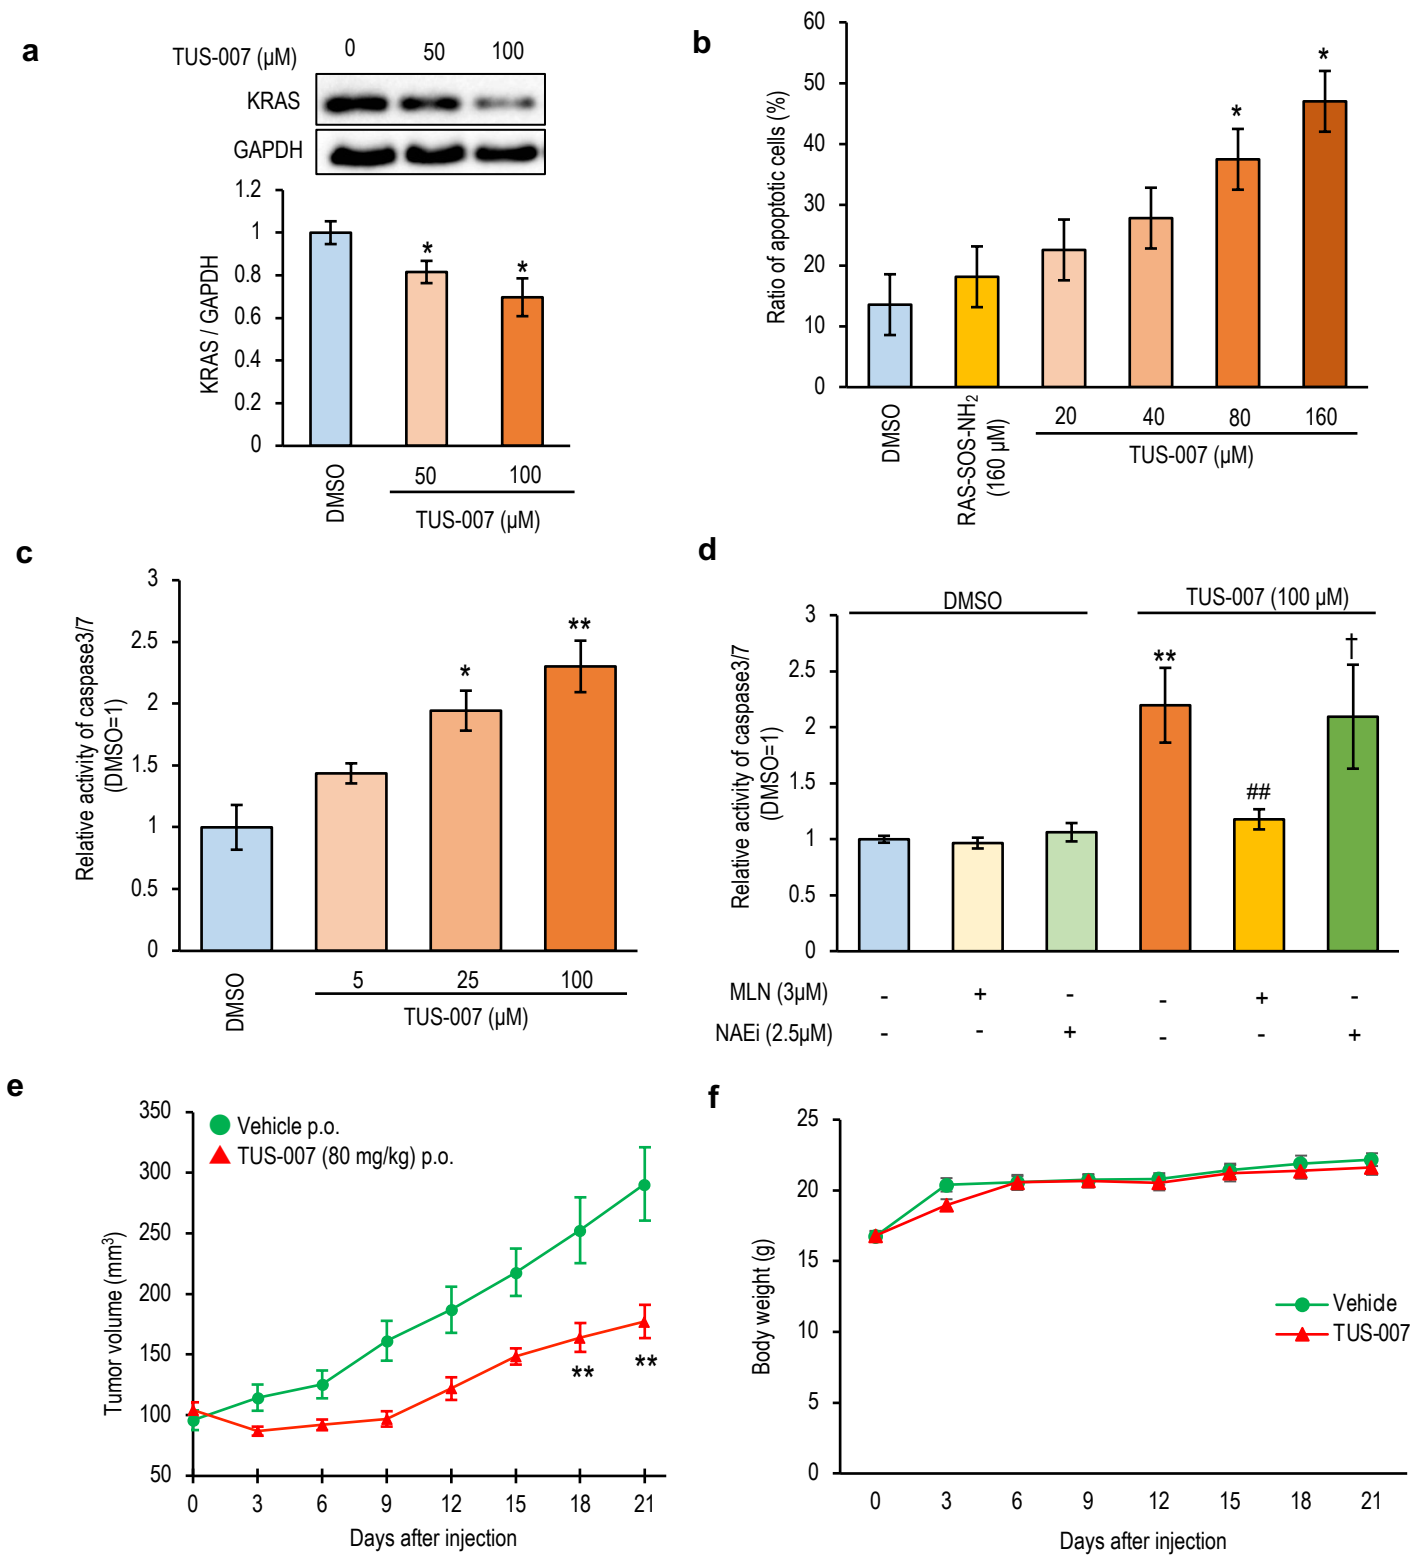 a
TUS-007 (µM) 0 50 100
KRAS
GAPDH
1.2
1
0.8
0.6
0.4
0.2
0
KRAS / GAPDH
*
*
DMSO
50 100
TUS-007 (µM)
b
60
50
40
30
20
10
0
Ratio of apoptotic cells (%)
*
*
DMSO
RAS-SOS-NH₂
(160 µM)
20 40 80 160
TUS-007 (µM)
c
3
2.5
2
1.5
1
0.5
0
Relative activity of caspase3/7
(DMSO=1)
*
**
DMSO
5 25 100
TUS-007 (µM)
d
DMSO TUS-007 (100 µM)
3
2.5
2
1.5
1
0.5
0
Relative activity of caspase3/7
(DMSO=1)
**
##
†
MLN (3µM) - + - - + -
NAEi (2.5µM) - - + - - +
e
350
300
250
200
150
100
50
Tumor volume (mm³)
Vehicle p.o.
TUS-007 (80 mg/kg) p.o.
** **
0 3 6 9 12 15 18 21
Days after injection
f
25
20
15
10
5
0
Body weight (g)
Vehicle
TUS-007
0 3 6 9 12 15 18 21
Days after injection